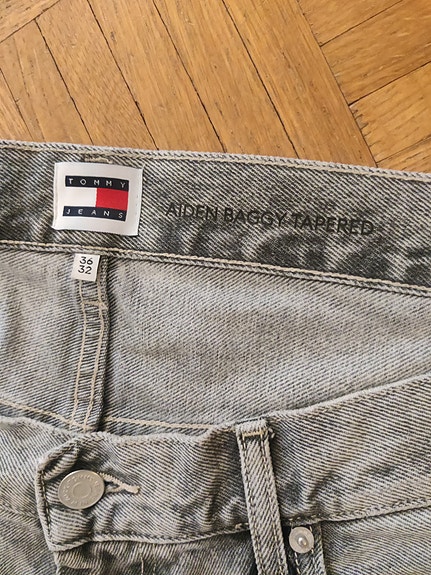 TOMMY
JEANS
AIDEN BAGGY TAPERED
36
32